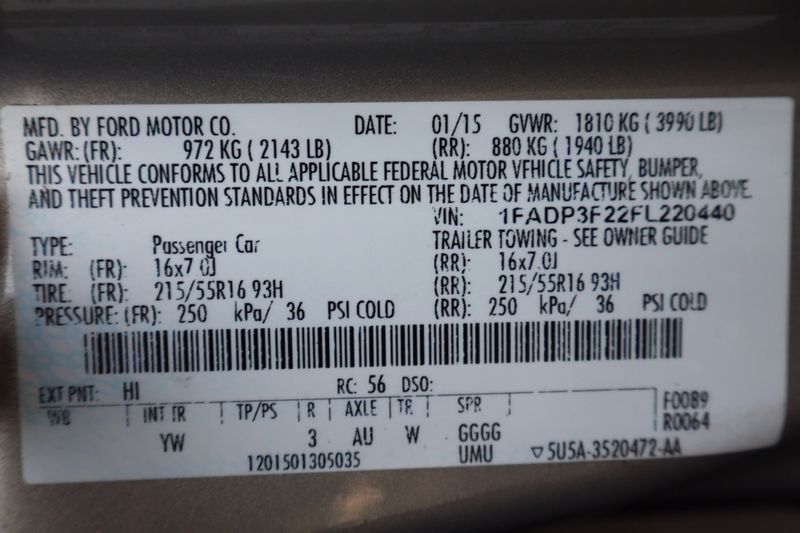 MFD. BY FORD MOTOR CO. DATE: 01/15 GVWR: 1810 KG ( 3990 LB)
GAWR: (FR): 972 KG ( 2143 LB) (RR): 880 KG ( 1940 LB)
THIS VEHICLE CONFORMS TO ALL APPLICABLE FEDERAL MOTOR VEHICLE SAFETY, BUMPER,
AND THEFT PREVENTION STANDARDS IN EFFECT ON THE DATE OF MANUFACTURE SHOWN ABOVE.
VIN: 1FADP3F22FL220440
TYPE: Passenger Car TRAILER TOWING - SEE OWNER GUIDE
RIM: (FR): 16x7.0J (RR): 16x7.0J
TIRE: (FR): 215/55R16 93H (RR): 215/55R16 93H
PRESSURE: (FR): 250 kPa/ 36 PSI COLD (RR): 250 kPa/ 36 PSI COLD
EXT PNT: HI RC: 56 DSO: F0089
WB INT TR TP/PS R AXLE TR SPR R0064
YW 3 AU W GGGG
1201501305035 UMU 5U5A-3520472-AA